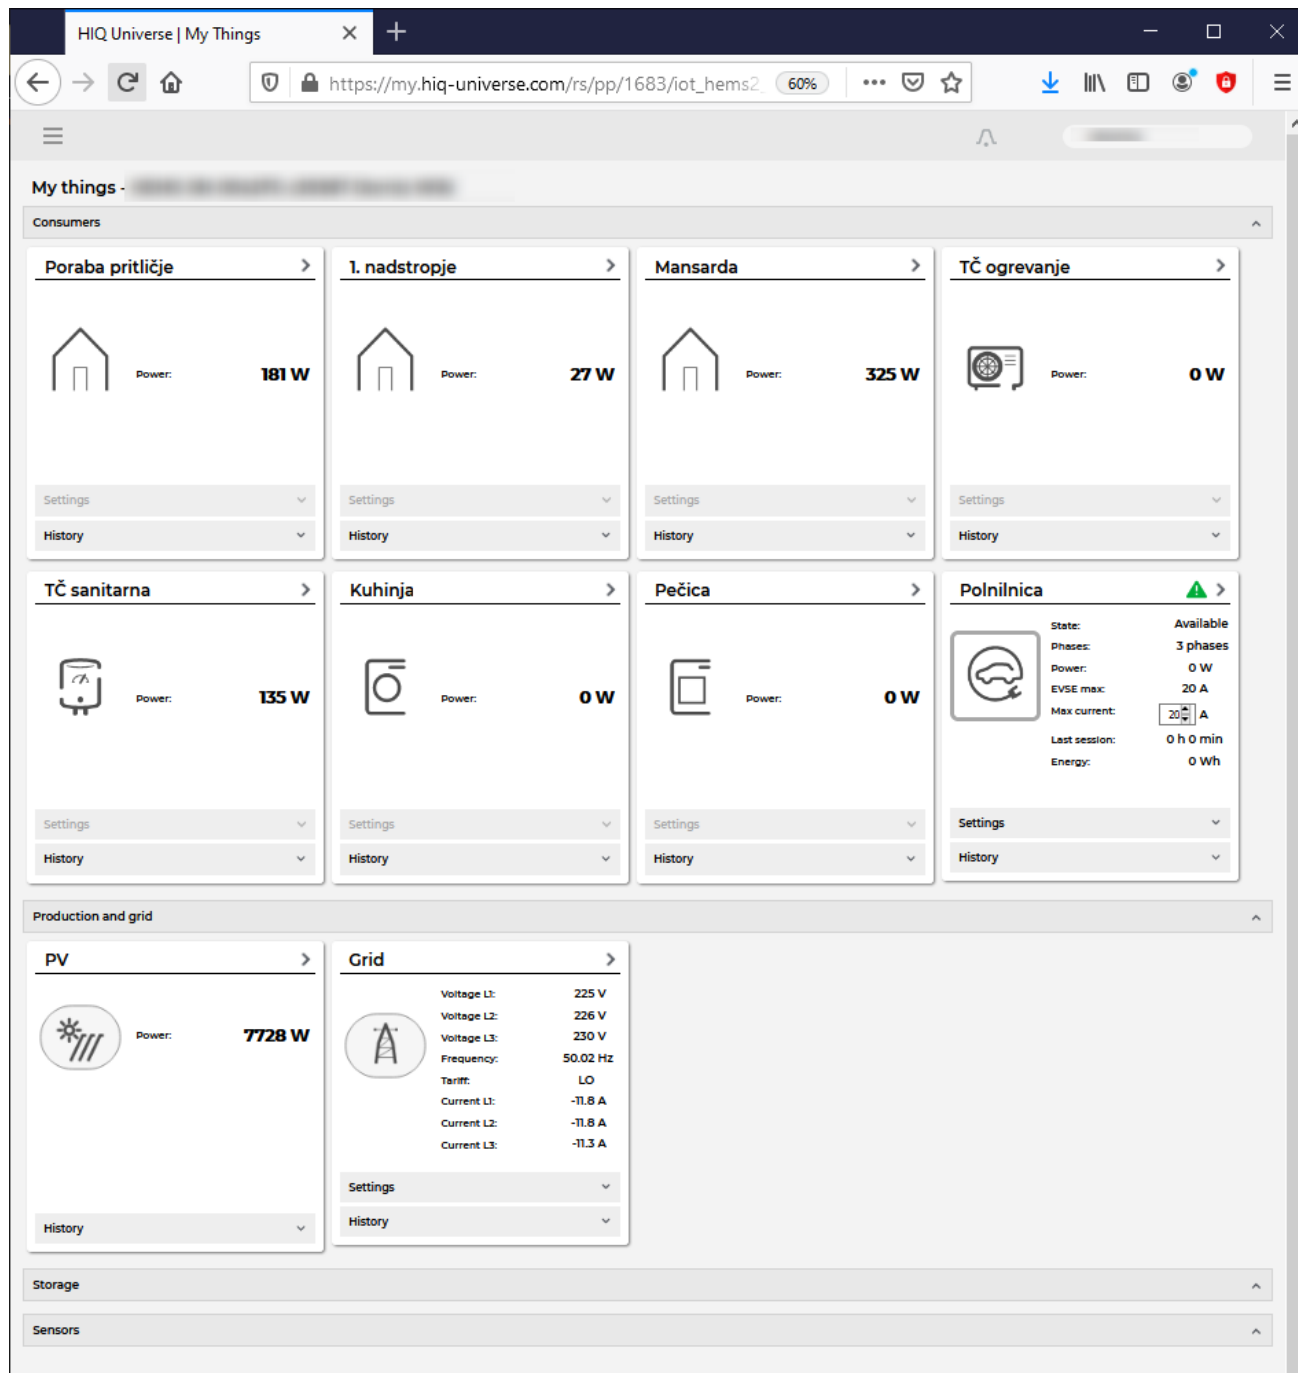 HIQ Universe | My Things
https://my.hiq-universe.com/rs/pp/1683/iot_hems2_ 60%
My things -
Consumers
Poraba pritličje
Power: 181 W
Settings
History
1. nadstropje
Power: 27 W
Settings
History
Mansarda
Power: 325 W
Settings
History
TČ ogrevanje
Power: 0 W
Settings
History
TČ sanitarna
Power: 135 W
Settings
History
Kuhinja
Power: 0 W
Settings
History
Pečica
Power: 0 W
Settings
History
Polnilnica
State: Available
Phases: 3 phases
Power: 0 W
EVSE max: 20 A
Max current: 20 A
Last session: 0 h 0 min
Energy: 0 Wh
Settings
History
Production and grid
PV
Power: 7728 W
History
Grid
Voltage L1: 225 V
Voltage L2: 226 V
Voltage L3: 230 V
Frequency: 50.02 Hz
Tariff: LO
Current L1: -11.8 A
Current L2: -11.8 A
Current L3: -11.3 A
Settings
History
Storage
Sensors